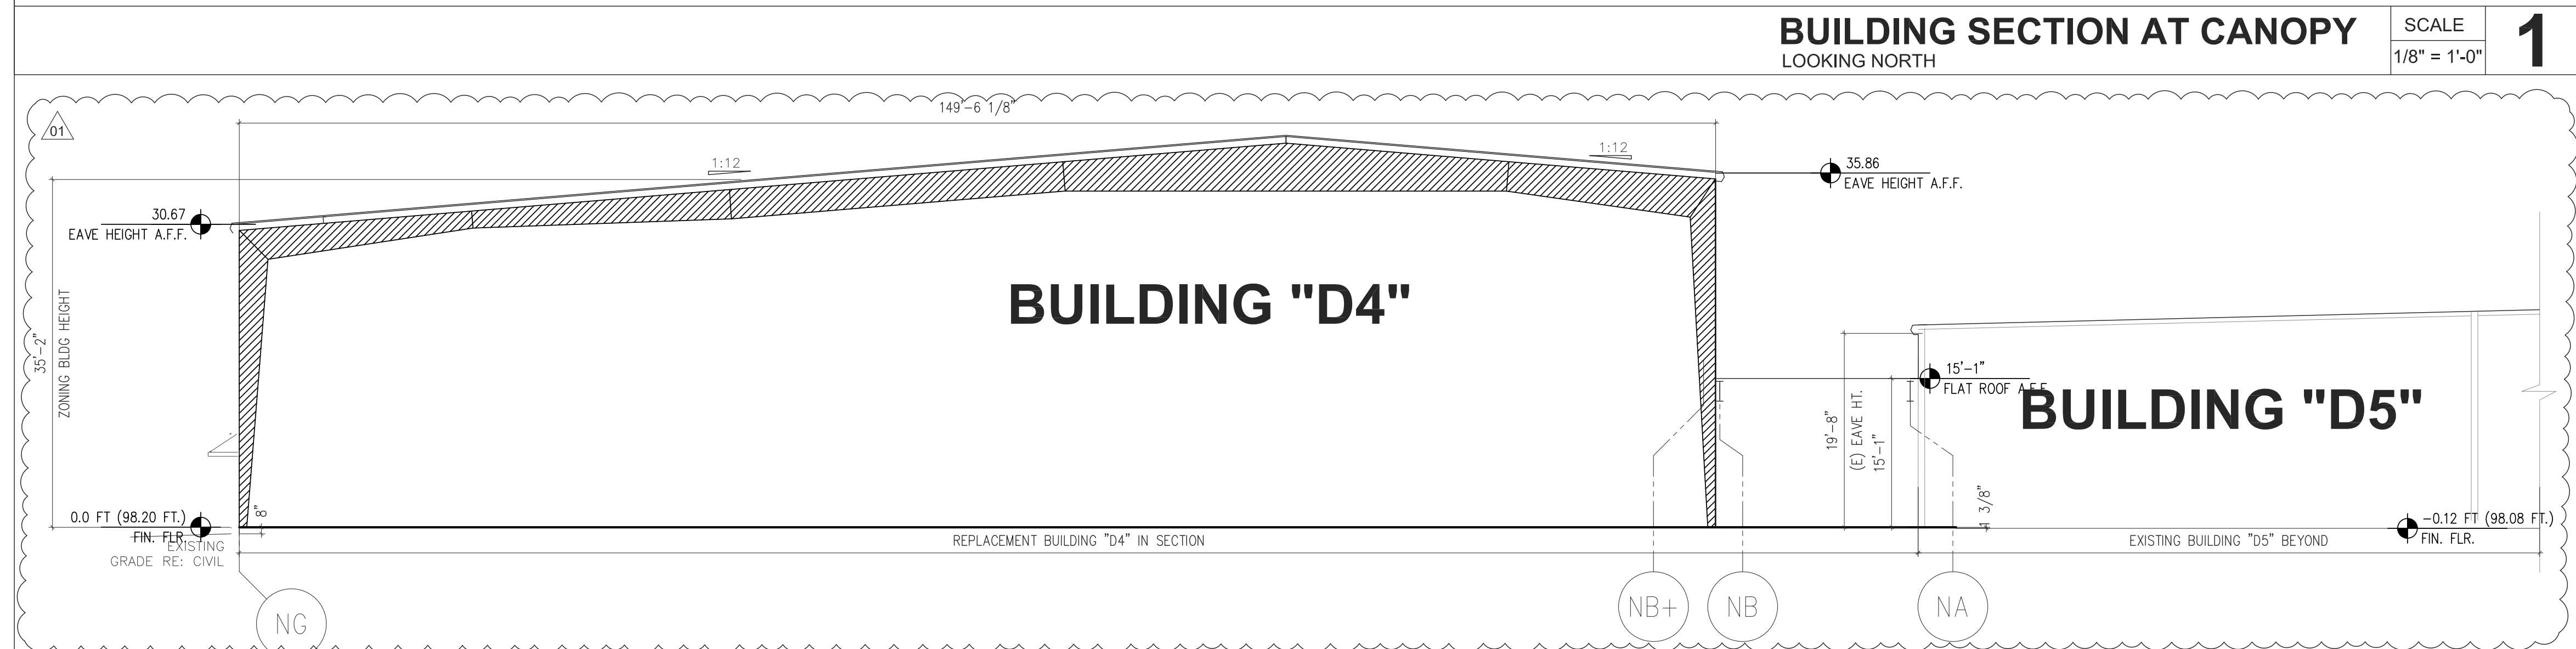 BUILDING SECTION AT CANOPY
LOOKING NORTH
SCALE
1/8" = 1'-0"
1
01
149'-6 1/8"
1:12
1:12
35.86
EAVE HEIGHT A.F.F.
30.67
EAVE HEIGHT A.F.F.
35'-2"
ZONING BLDG HEIGHT
BUILDING "D4"
15'-1"
FLAT ROOF A.F.F.
BUILDING "D5"
19'-8"
(E) EAVE HT.
15'-1"
8"
1 3/8"
0.0 FT (98.20 FT.)
FIN. FLR.
EXISTING
GRADE RE: CIVIL
-0.12 FT (98.08 FT.)
FIN. FLR.
REPLACEMENT BUILDING "D4" IN SECTION
EXISTING BUILDING "D5" BEYOND
NG
NB+
NB
NA